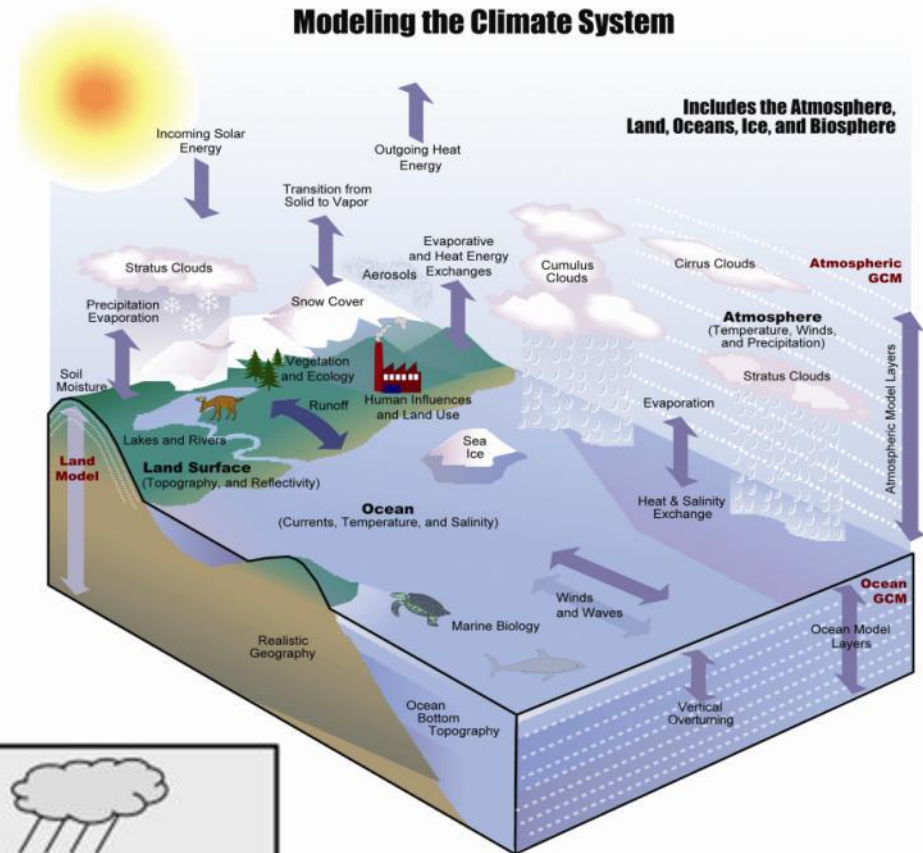 Modeling the Climate System
Includes the Atmosphere,
Land, Oceans, Ice, and Biosphere
Incoming Solar
Energy
Outgoing Heat
Energy
Transition from
Solid to Vapor
Evaporative
and Heat Energy
Exchanges
Stratus Clouds
Aerosols
Cumulus
Clouds
Cirrus Clouds
Atmospheric
GCM
Snow Cover
Precipitation
Evaporation
Atmosphere
(Temperature, Winds,
and Precipitation)
Vegetation
and Ecology
Soil
Moisture
Stratus Clouds
Human Influences
and Land Use
Runoff
Evaporation
Atmospheric Model Layers
Lakes and Rivers
Sea
Ice
Land
Model
Land Surface
(Topography, and Reflectivity)
Ocean
(Currents, Temperature, and Salinity)
Heat & Salinity
Exchange
Ocean
GCM
Winds
and Waves
Marine Biology
Ocean Model
Layers
Realistic
Geography
Ocean
Bottom
Topography
Vertical
Overturning